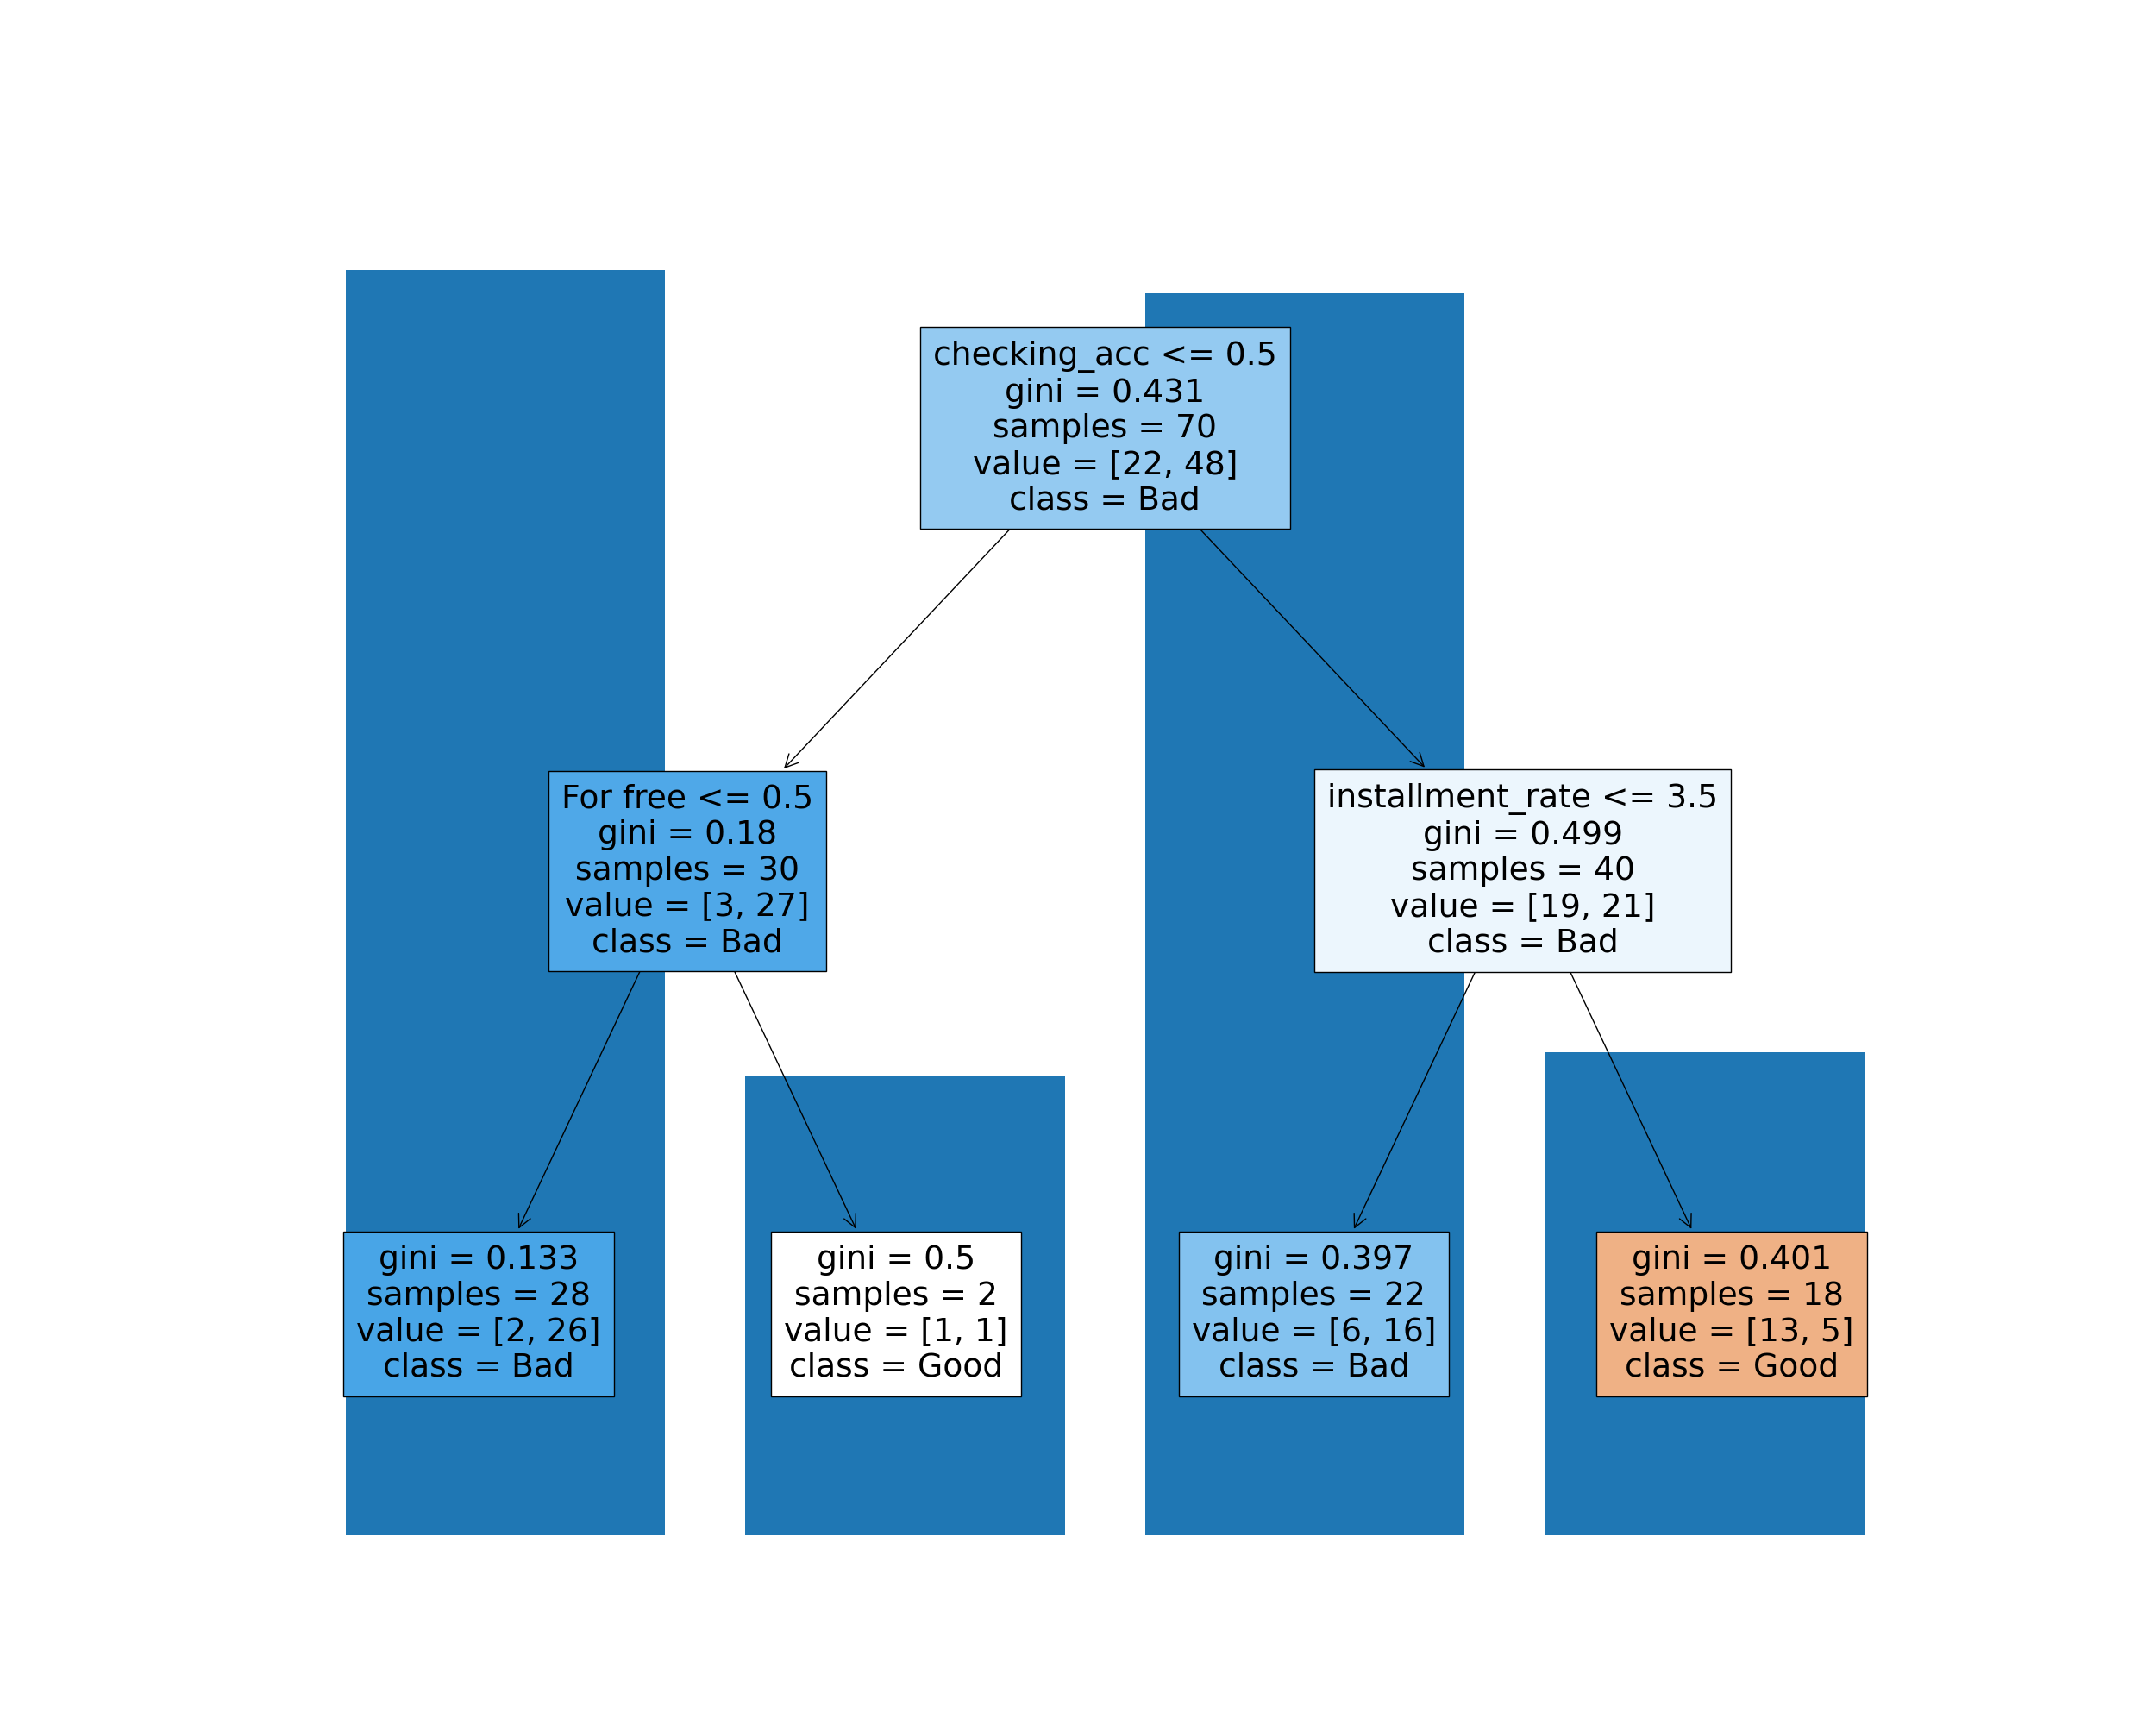 checking_acc <= 0.5
gini = 0.431
samples = 70
value = [22, 48]
class = Bad
For free <= 0.5
gini = 0.18
samples = 30
value = [3, 27]
class = Bad
installment_rate <= 3.5
gini = 0.499
samples = 40
value = [19, 21]
class = Bad
gini = 0.133
samples = 28
value = [2, 26]
class = Bad
gini = 0.5
samples = 2
value = [1, 1]
class = Good
gini = 0.397
samples = 22
value = [6, 16]
class = Bad
gini = 0.401
samples = 18
value = [13, 5]
class = Good